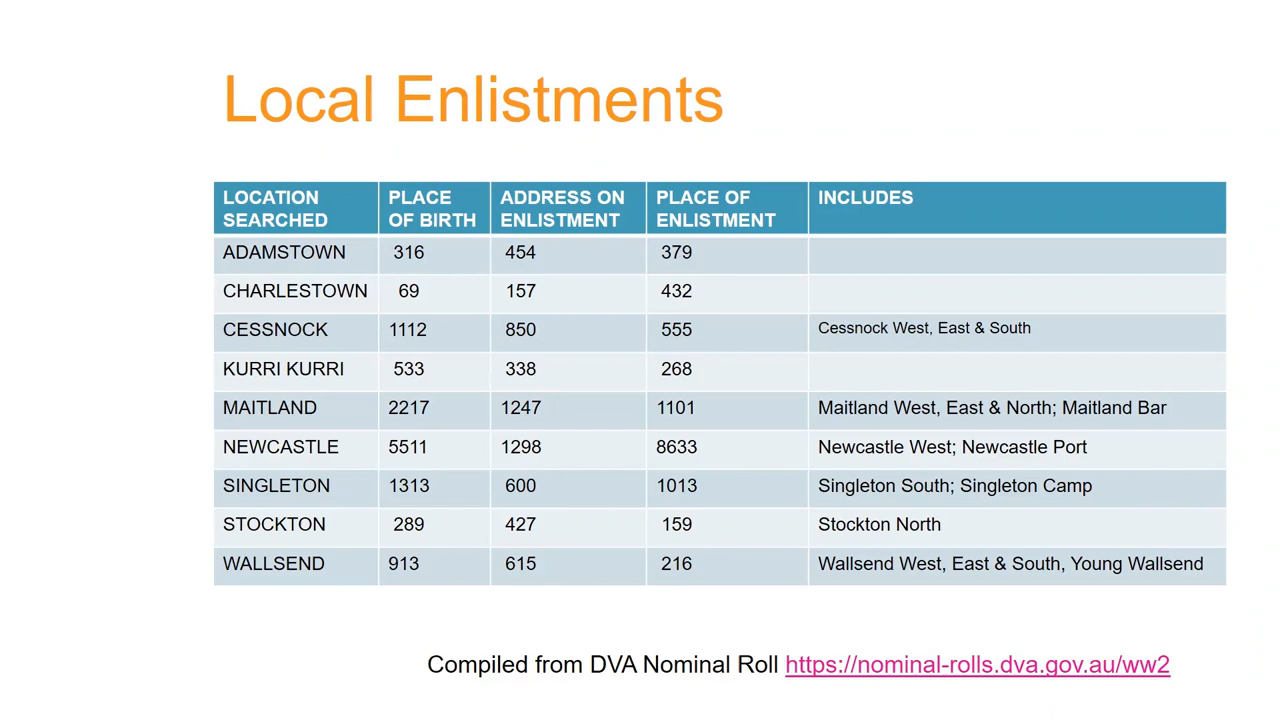 Local Enlistments
LOCATION SEARCHED PLACE OF BIRTH ADDRESS ON ENLISTMENT PLACE OF ENLISTMENT INCLUDES
ADAMSTOWN 316 454 379
CHARLESTOWN 69 157 432
CESSNOCK 1112 850 555 Cessnock West, East & South
KURRI KURRI 533 338 268
MAITLAND 2217 1247 1101 Maitland West, East & North; Maitland Bar
NEWCASTLE 5511 1298 8633 Newcastle West; Newcastle Port
SINGLETON 1313 600 1013 Singleton South; Singleton Camp
STOCKTON 289 427 159 Stockton North
WALLSEND 913 615 216 Wallsend West, East & South, Young Wallsend
Compiled from DVA Nominal Roll https://nominal-rolls.dva.gov.au/ww2